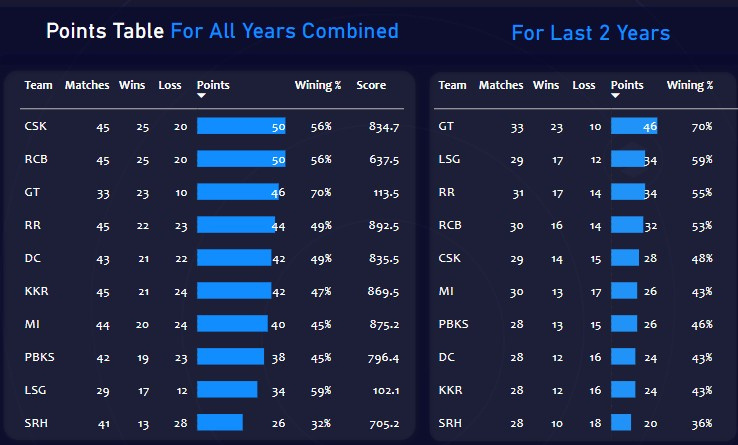 Points Table For All Years Combined
Team Matches Wins Loss Points Wining % Score
CSK 45 25 20 50 56% 834.7
RCB 45 25 20 50 56% 637.5
GT 33 23 10 46 70% 113.5
RR 45 22 23 44 49% 892.5
DC 43 21 22 42 49% 835.5
KKR 45 21 24 42 47% 869.5
MI 44 20 24 40 45% 875.2
PBKS 42 19 23 38 45% 796.4
LSG 29 17 12 34 59% 102.1
SRH 41 13 28 26 32% 705.2
For Last 2 Years
Team Matches Wins Loss Points Wining %
GT 33 23 10 46 70%
LSG 29 17 12 34 59%
RR 31 17 14 34 55%
RCB 30 16 14 32 53%
CSK 29 14 15 28 48%
MI 30 13 17 26 43%
PBKS 28 13 15 26 46%
DC 28 12 16 24 43%
KKR 28 12 16 24 43%
SRH 28 10 18 20 36%